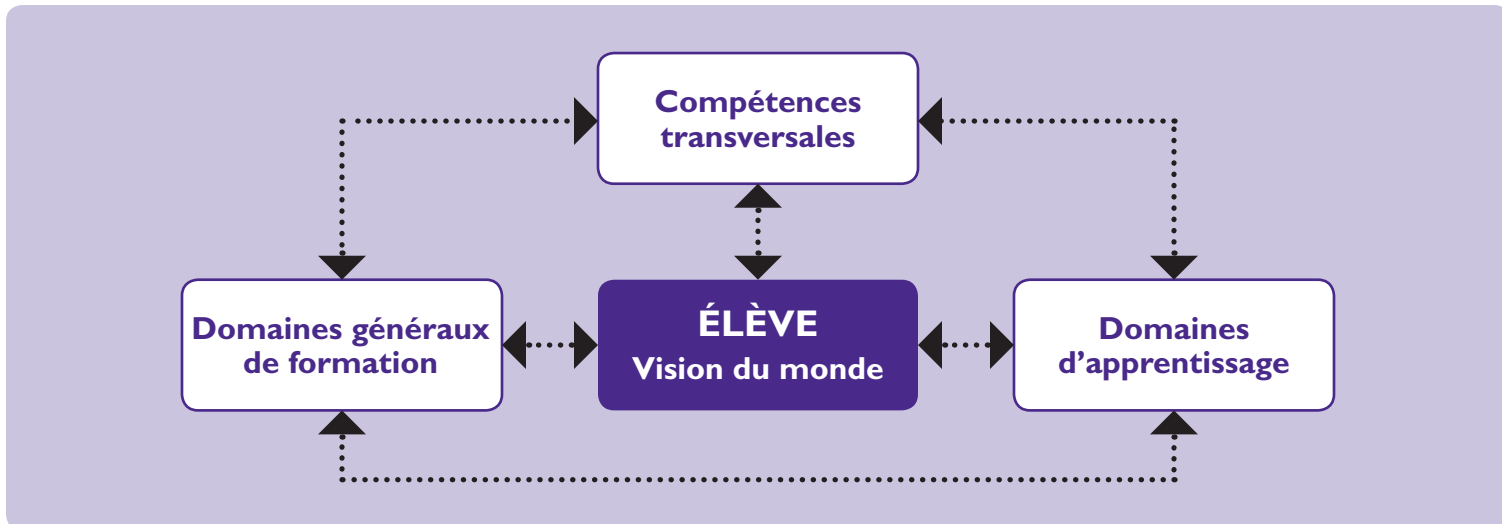 Compétences
transversales
Domaines généraux
de formation
ÉLÈVE
Vision du monde
Domaines
d'apprentissage